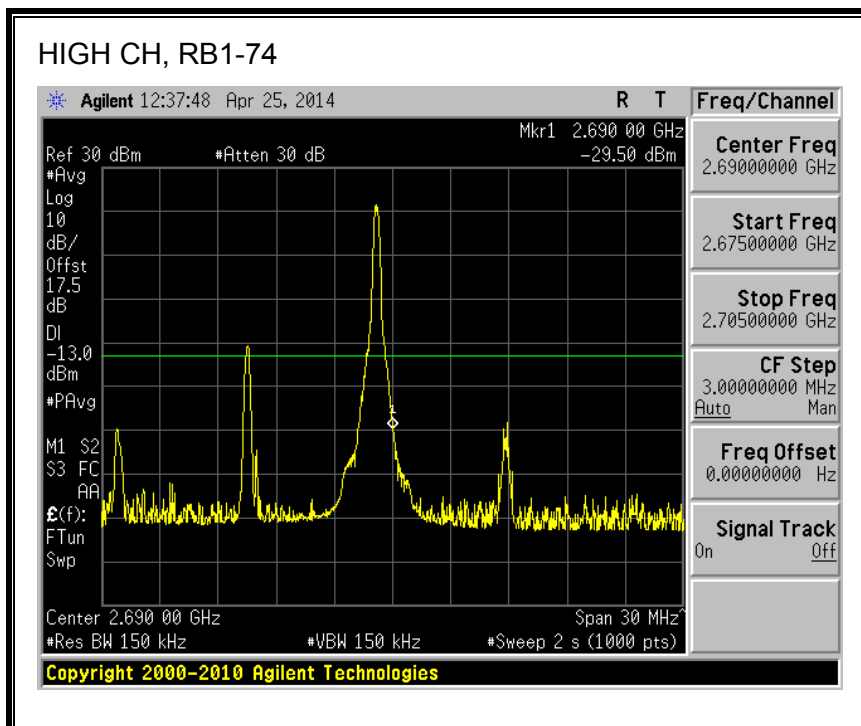 HIGH CH, RB1-74
Agilent 12:37:48 Apr 25, 2014 R T
Mkr1 2.690 00 GHz
Ref 30 dBm #Atten 30 dB -29.50 dBm
#Avg
Log
10
dB/
Offst
17.5
dB
DI
-13.0
dBm
#PAvg
1
M1 S2
S3 FC
AA
£(f):
FTun
Swp
Center 2.690 00 GHz Span 30 MHz^
#Res BW 150 kHz #VBW 150 kHz #Sweep 2 s (1000 pts)
Copyright 2000-2010 Agilent Technologies
Freq/Channel
Center Freq
2.69000000 GHz
Start Freq
2.67500000 GHz
Stop Freq
2.70500000 GHz
CF Step
3.00000000 MHz
Auto Man
Freq Offset
0.00000000 Hz
Signal Track
On Off